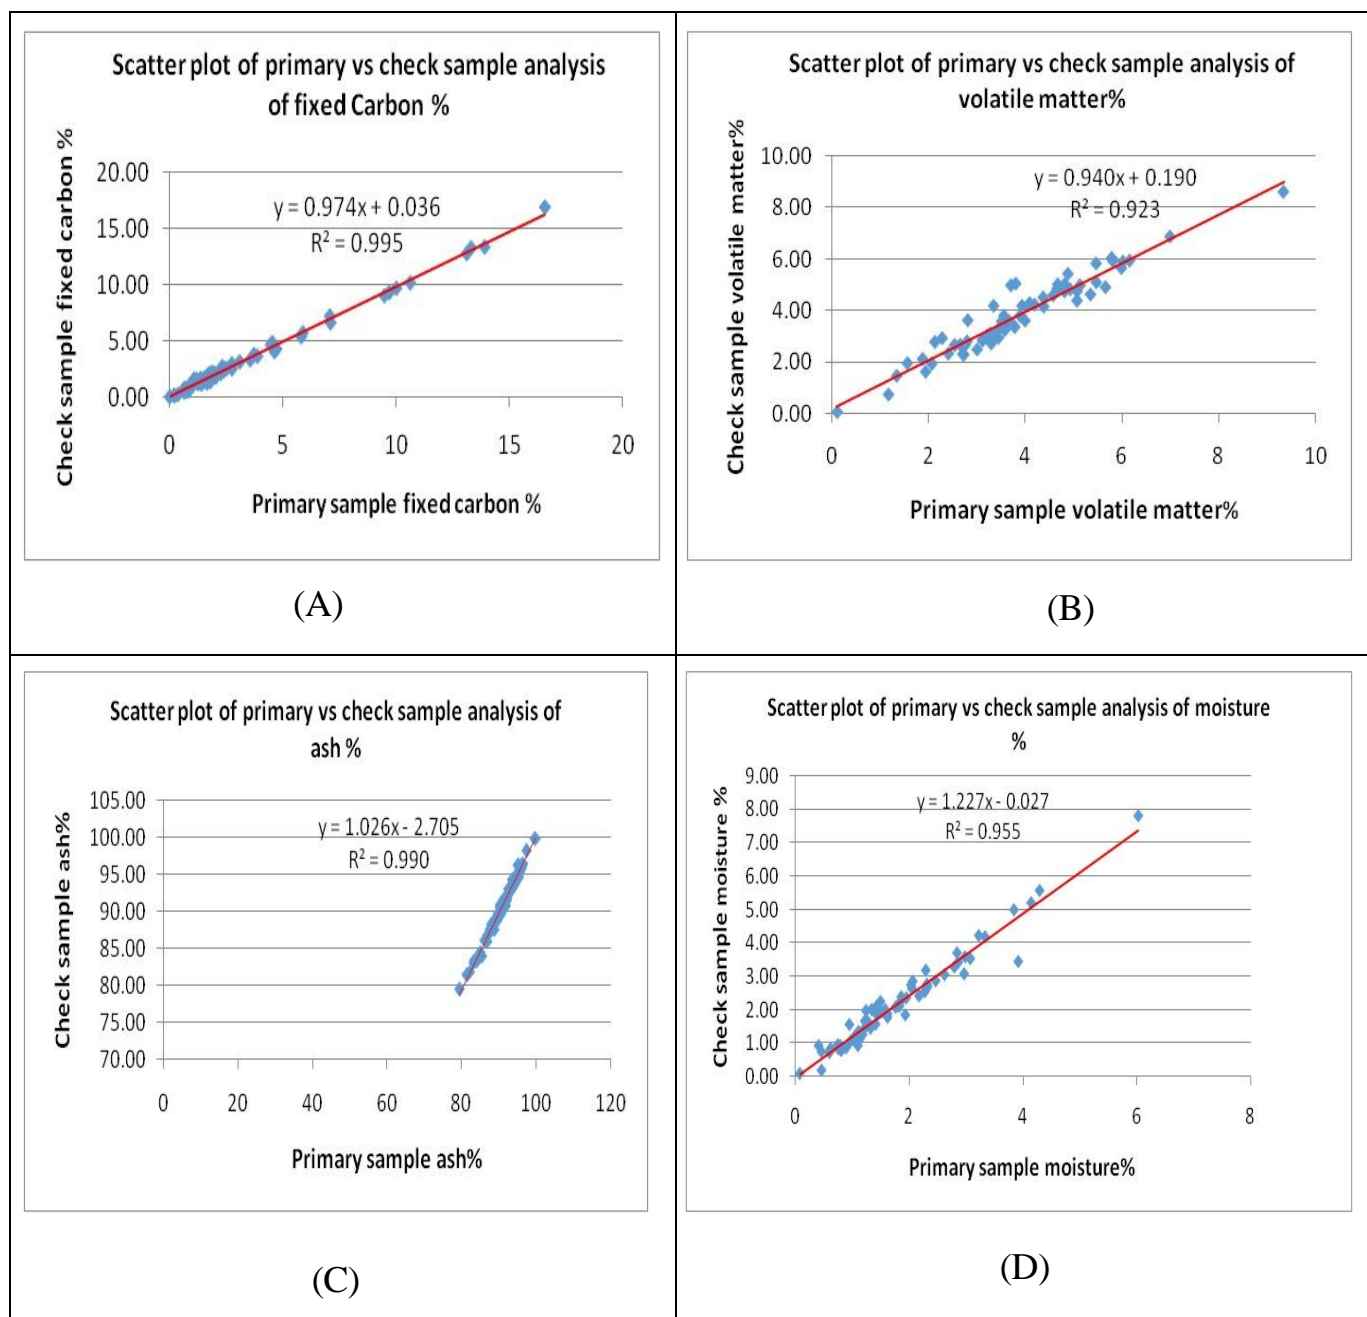 Scatter plot of primary vs check sample analysis
of fixed Carbon %
Check sample fixed carbon %
20.00
15.00
10.00
5.00
0.00
y = 0.974x + 0.036
R² = 0.995
0 5 10 15 20
Primary sample fixed carbon %
(A)
Scatter plot of primary vs check sample analysis of
volatile matter%
Check sample volatile matter%
10.00
8.00
6.00
4.00
2.00
0.00
y = 0.940x + 0.190
R² = 0.923
0 2 4 6 8 10
Primary sample volatile matter%
(B)
Scatter plot of primary vs check sample analysis of
ash %
Check sample ash%
105.00
100.00
95.00
90.00
85.00
80.00
75.00
70.00
y = 1.026x - 2.705
R² = 0.990
0 20 40 60 80 100 120
Primary sample ash%
(C)
Scatter plot of primary vs check sample analysis of moisture
%
Check sample moisture %
9.00
8.00
7.00
6.00
5.00
4.00
3.00
2.00
1.00
0.00
y = 1.227x - 0.027
R² = 0.955
0 2 4 6 8
Primary sample moisture%
(D)